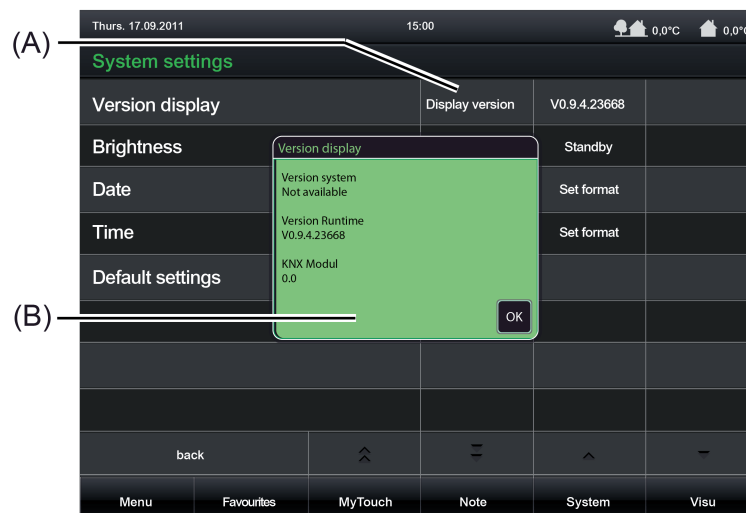 Thurs. 17.09.2011 15:00 0,0°C 0,0°
(A)
System settings
Version display Display version V0.9.4.23668
Brightness Standby
Date Set format
Time Set format
Default settings
Version display
Version system
Not available
Version Runtime
V0.9.4.23668
KNX Modul
0.0
OK
(B)
back
Menu Favourites MyTouch Note System Visu